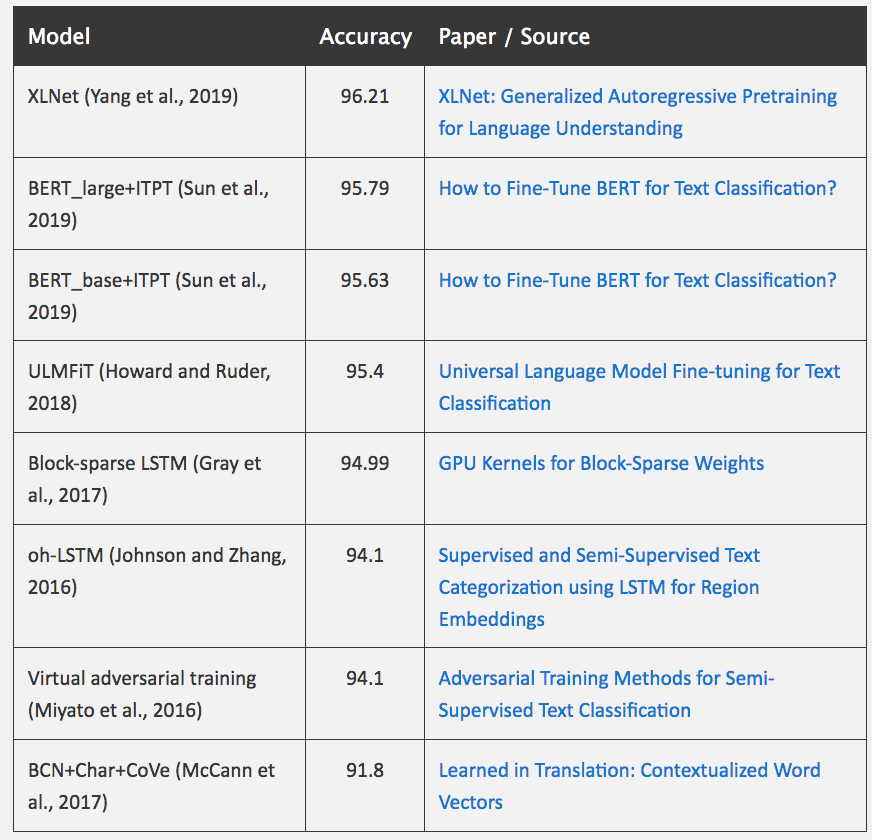 Model Accuracy Paper / Source
XLNet (Yang et al., 2019) 96.21 XLNet: Generalized Autoregressive Pretraining
for Language Understanding
BERT_large+ITPT (Sun et al., 95.79 How to Fine-Tune BERT for Text Classification?
2019)
BERT_base+ITPT (Sun et al., 95.63 How to Fine-Tune BERT for Text Classification?
2019)
ULMFiT (Howard and Ruder, 95.4 Universal Language Model Fine-tuning for Text
2018) Classification
Block-sparse LSTM (Gray et 94.99 GPU Kernels for Block-Sparse Weights
al., 2017)
oh-LSTM (Johnson and Zhang, 94.1 Supervised and Semi-Supervised Text
2016) Categorization using LSTM for Region
Embeddings
Virtual adversarial training 94.1 Adversarial Training Methods for Semi-
(Miyato et al., 2016) Supervised Text Classification
BCN+Char+CoVe (McCann et 91.8 Learned in Translation: Contextualized Word
al., 2017) Vectors